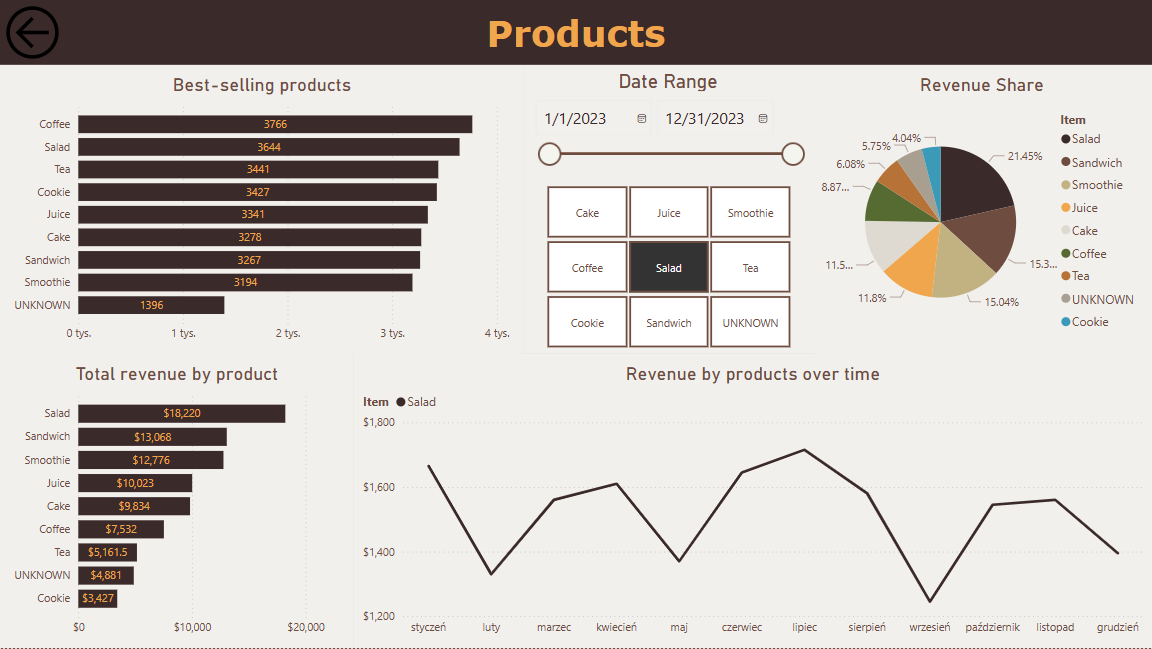 Products
Best-selling products
Coffee 3766
Salad 3644
Tea 3441
Cookie 3427
Juice 3341
Cake 3278
Sandwich 3267
Smoothie 3194
UNKNOWN 1396
0 tys. 1 tys. 2 tys. 3 tys. 4 tys.
Date Range
1/1/2023 12/31/2023
Cake Juice Smoothie
Coffee Salad Tea
Cookie Sandwich UNKNOWN
Revenue Share
21.45%
15.3...
15.04%
11.8%
11.5...
8.87...
6.08%
5.75%
4.04%
Item
Salad
Sandwich
Smoothie
Juice
Cake
Coffee
Tea
UNKNOWN
Cookie
Total revenue by product
Salad $18,220
Sandwich $13,068
Smoothie $12,776
Juice $10,023
Cake $9,834
Coffee $7,532
Tea $5,161.5
UNKNOWN $4,881
Cookie $3,427
$0 $10,000 $20,000
Revenue by products over time
Item Salad
$1,800
$1,600
$1,400
$1,200
styczeń luty marzec kwiecień maj czerwiec lipiec sierpień wrzesień październik listopad grudzień